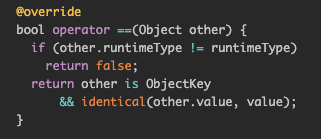 @override
bool operator ==(Object other) {
  if (other.runtimeType != runtimeType)
    return false;
  return other is ObjectKey
      && identical(other.value, value);
}